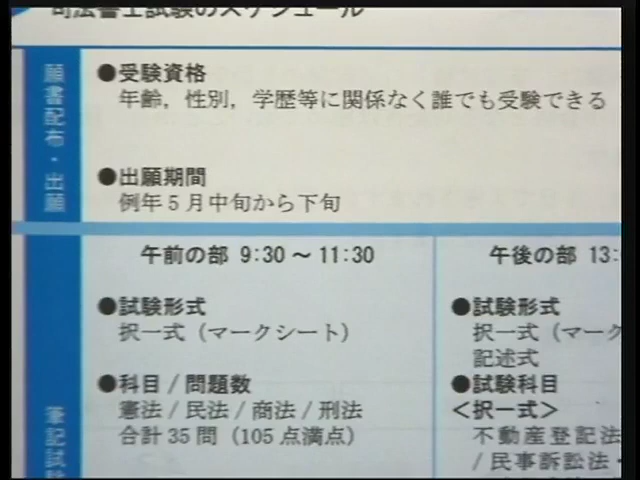 司法書士試験のスケジュール
願書配布・出願
●受験資格
年齢，性別，学歴等に関係なく誰でも受験できる
●出願期間
例年５月中旬から下旬
筆記試験
午前の部 9:30 〜 11:30
●試験形式
択一式（マークシート）
●科目 / 問題数
憲法 / 民法 / 商法 / 刑法
合計 35 問（105 点満点）
午後の部 13:
●試験形式
択一式（マーク
記述式
●試験科目
＜択一式＞
不動産登記法
/ 民事訴訟法・